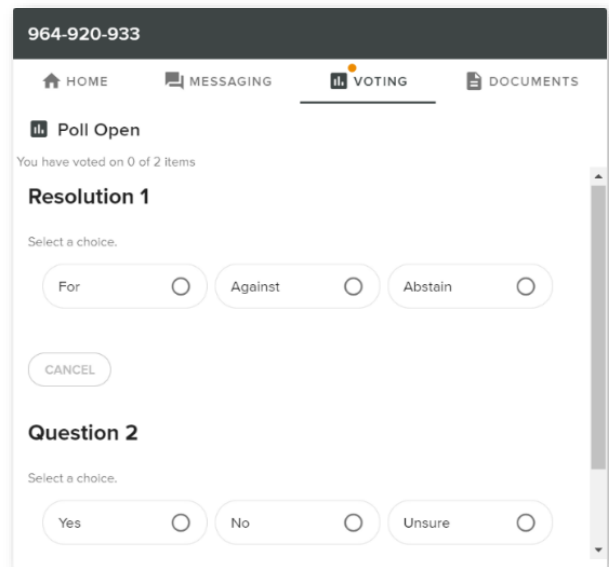 964-920-933
HOME MESSAGING VOTING DOCUMENTS
Poll Open
You have voted on 0 of 2 items
Resolution 1
Select a choice.
For Against Abstain
CANCEL
Question 2
Select a choice.
Yes No Unsure